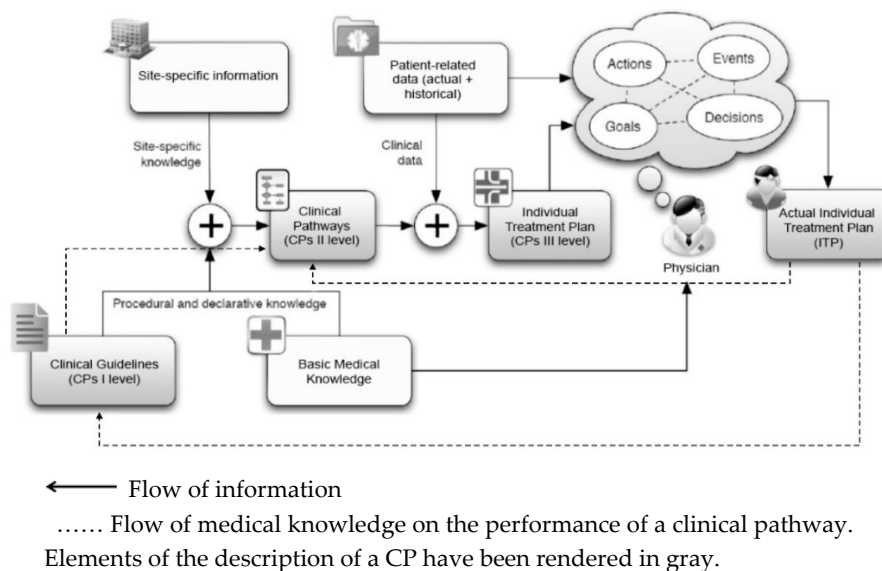 Site-specific information
Patient-related
data (actual +
historical)
Actions
Events
Goals
Decisions
Site-specific
knowledge
Clinical
data
+
Clinical
Pathways
(CPs II level)
+
Individual
Treatment Plan
(CPs III level)
Actual Individual
Treatment Plan
(ITP)
Physician
Procedural and declarative knowledge
Clinical Guidelines
(CPs I level)
Basic Medical
Knowledge
Flow of information
...... Flow of medical knowledge on the performance of a clinical pathway.
Elements of the description of a CP have been rendered in gray.